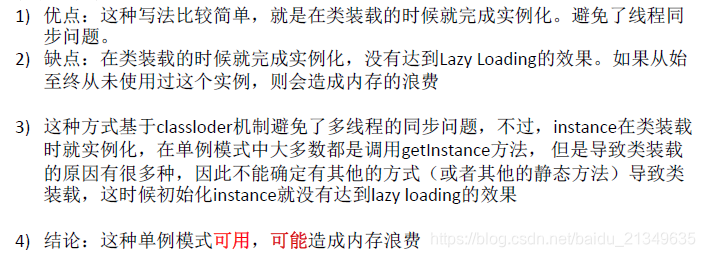 1) 优点：这种写法比较简单，就是在类装载的时候就完成实例化。避免了线程同
步问题。
2) 缺点：在类装载的时候就完成实例化，没有达到Lazy Loading的效果。如果从始
至终从未使用过这个实例，则会造成内存的浪费
3) 这种方式基于classloder机制避免了多线程的同步问题，不过，instance在类装载
时就实例化，在单例模式中大多数都是调用getInstance方法， 但是导致类装载
的原因有很多种，因此不能确定有其他的方式（或者其他的静态方法）导致类
装载，这时候初始化instance就没有达到lazy loading的效果
4) 结论：这种单例模式可用，可能造成内存浪费
https://blog.csdn.net/baidu_21349635